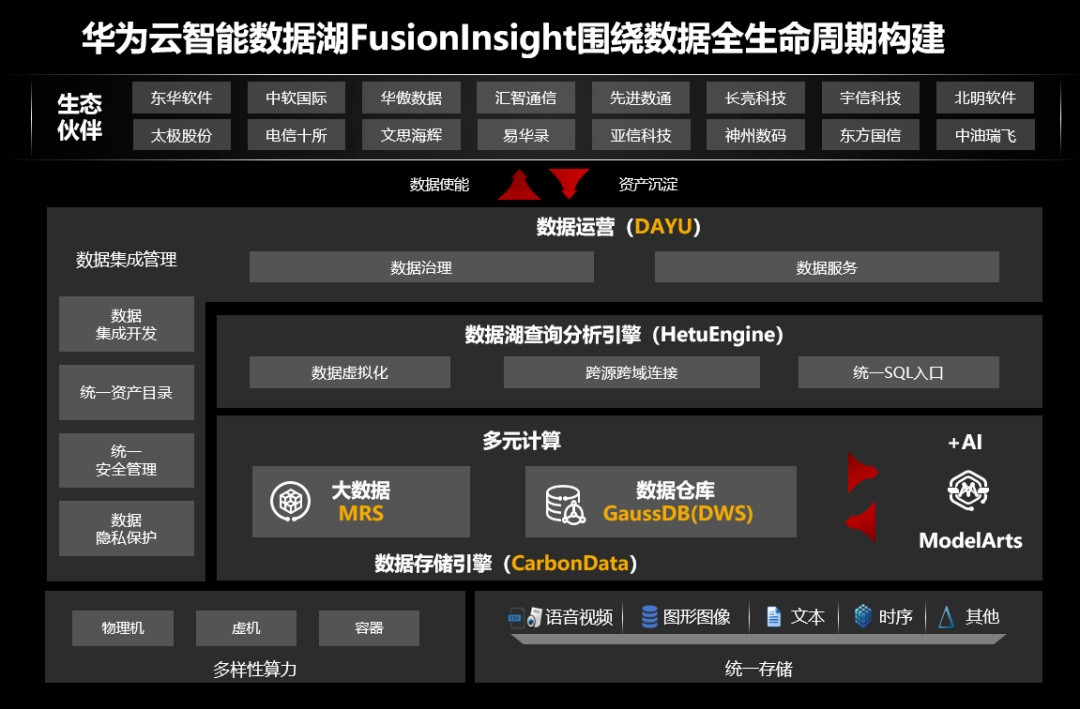 华为云智能数据湖FusionInsight围绕数据全生命周期构建
生态
伙伴
东华软件 中软国际 华傲数据 汇智通信 先进数通 长亮科技 宇信科技 北明软件
太极股份 电信十所 文思海辉 易华录 亚信科技 神州数码 东方国信 中油瑞飞
数据使能 资产沉淀
数据运营（DAYU）
数据治理 数据服务
数据集成管理
数据
集成开发
统一资产目录
统一
安全管理
数据
隐私保护
数据湖查询分析引擎（HetuEngine）
数据虚拟化 跨源跨域连接 统一SQL入口
多元计算
大数据
MRS
数据仓库
GaussDB(DWS)
数据存储引擎（CarbonData）
+AI
ModelArts
物理机 虚机 容器
多样性算力
语音视频 图形图像 文本 时序 其他
统一存储